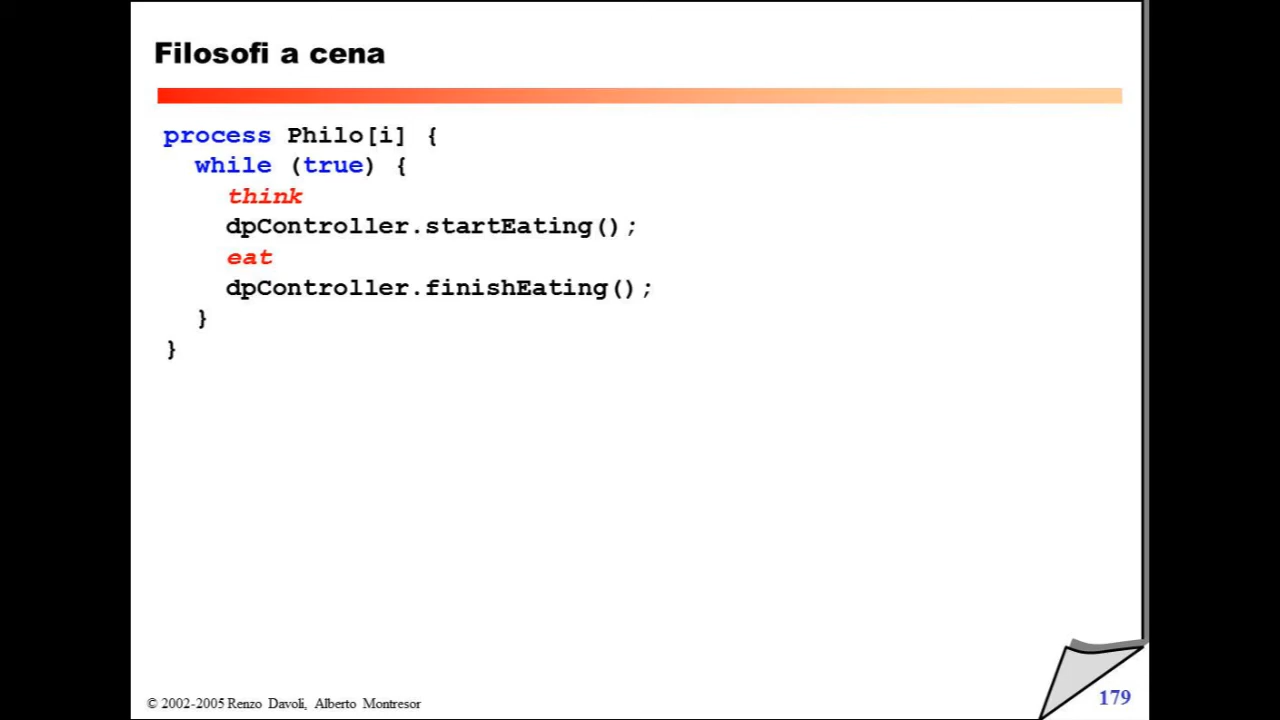 Filosofi a cena
process Philo[i] {
while (true) {
think
dpController.startEating();
eat
dpController.finishEating();
}
}
© 2002-2005 Renzo Davoli, Alberto Montresor
179